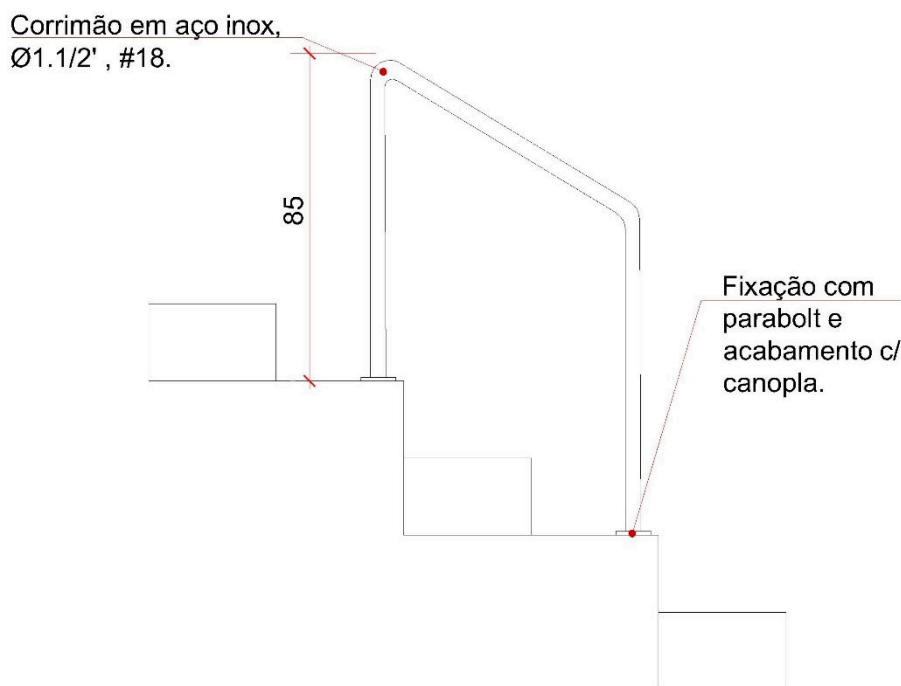 Corrimão em aço inox,
Ø1.1/2' , #18.
85
Fixação com
parabolt e
acabamento c/
canopla.